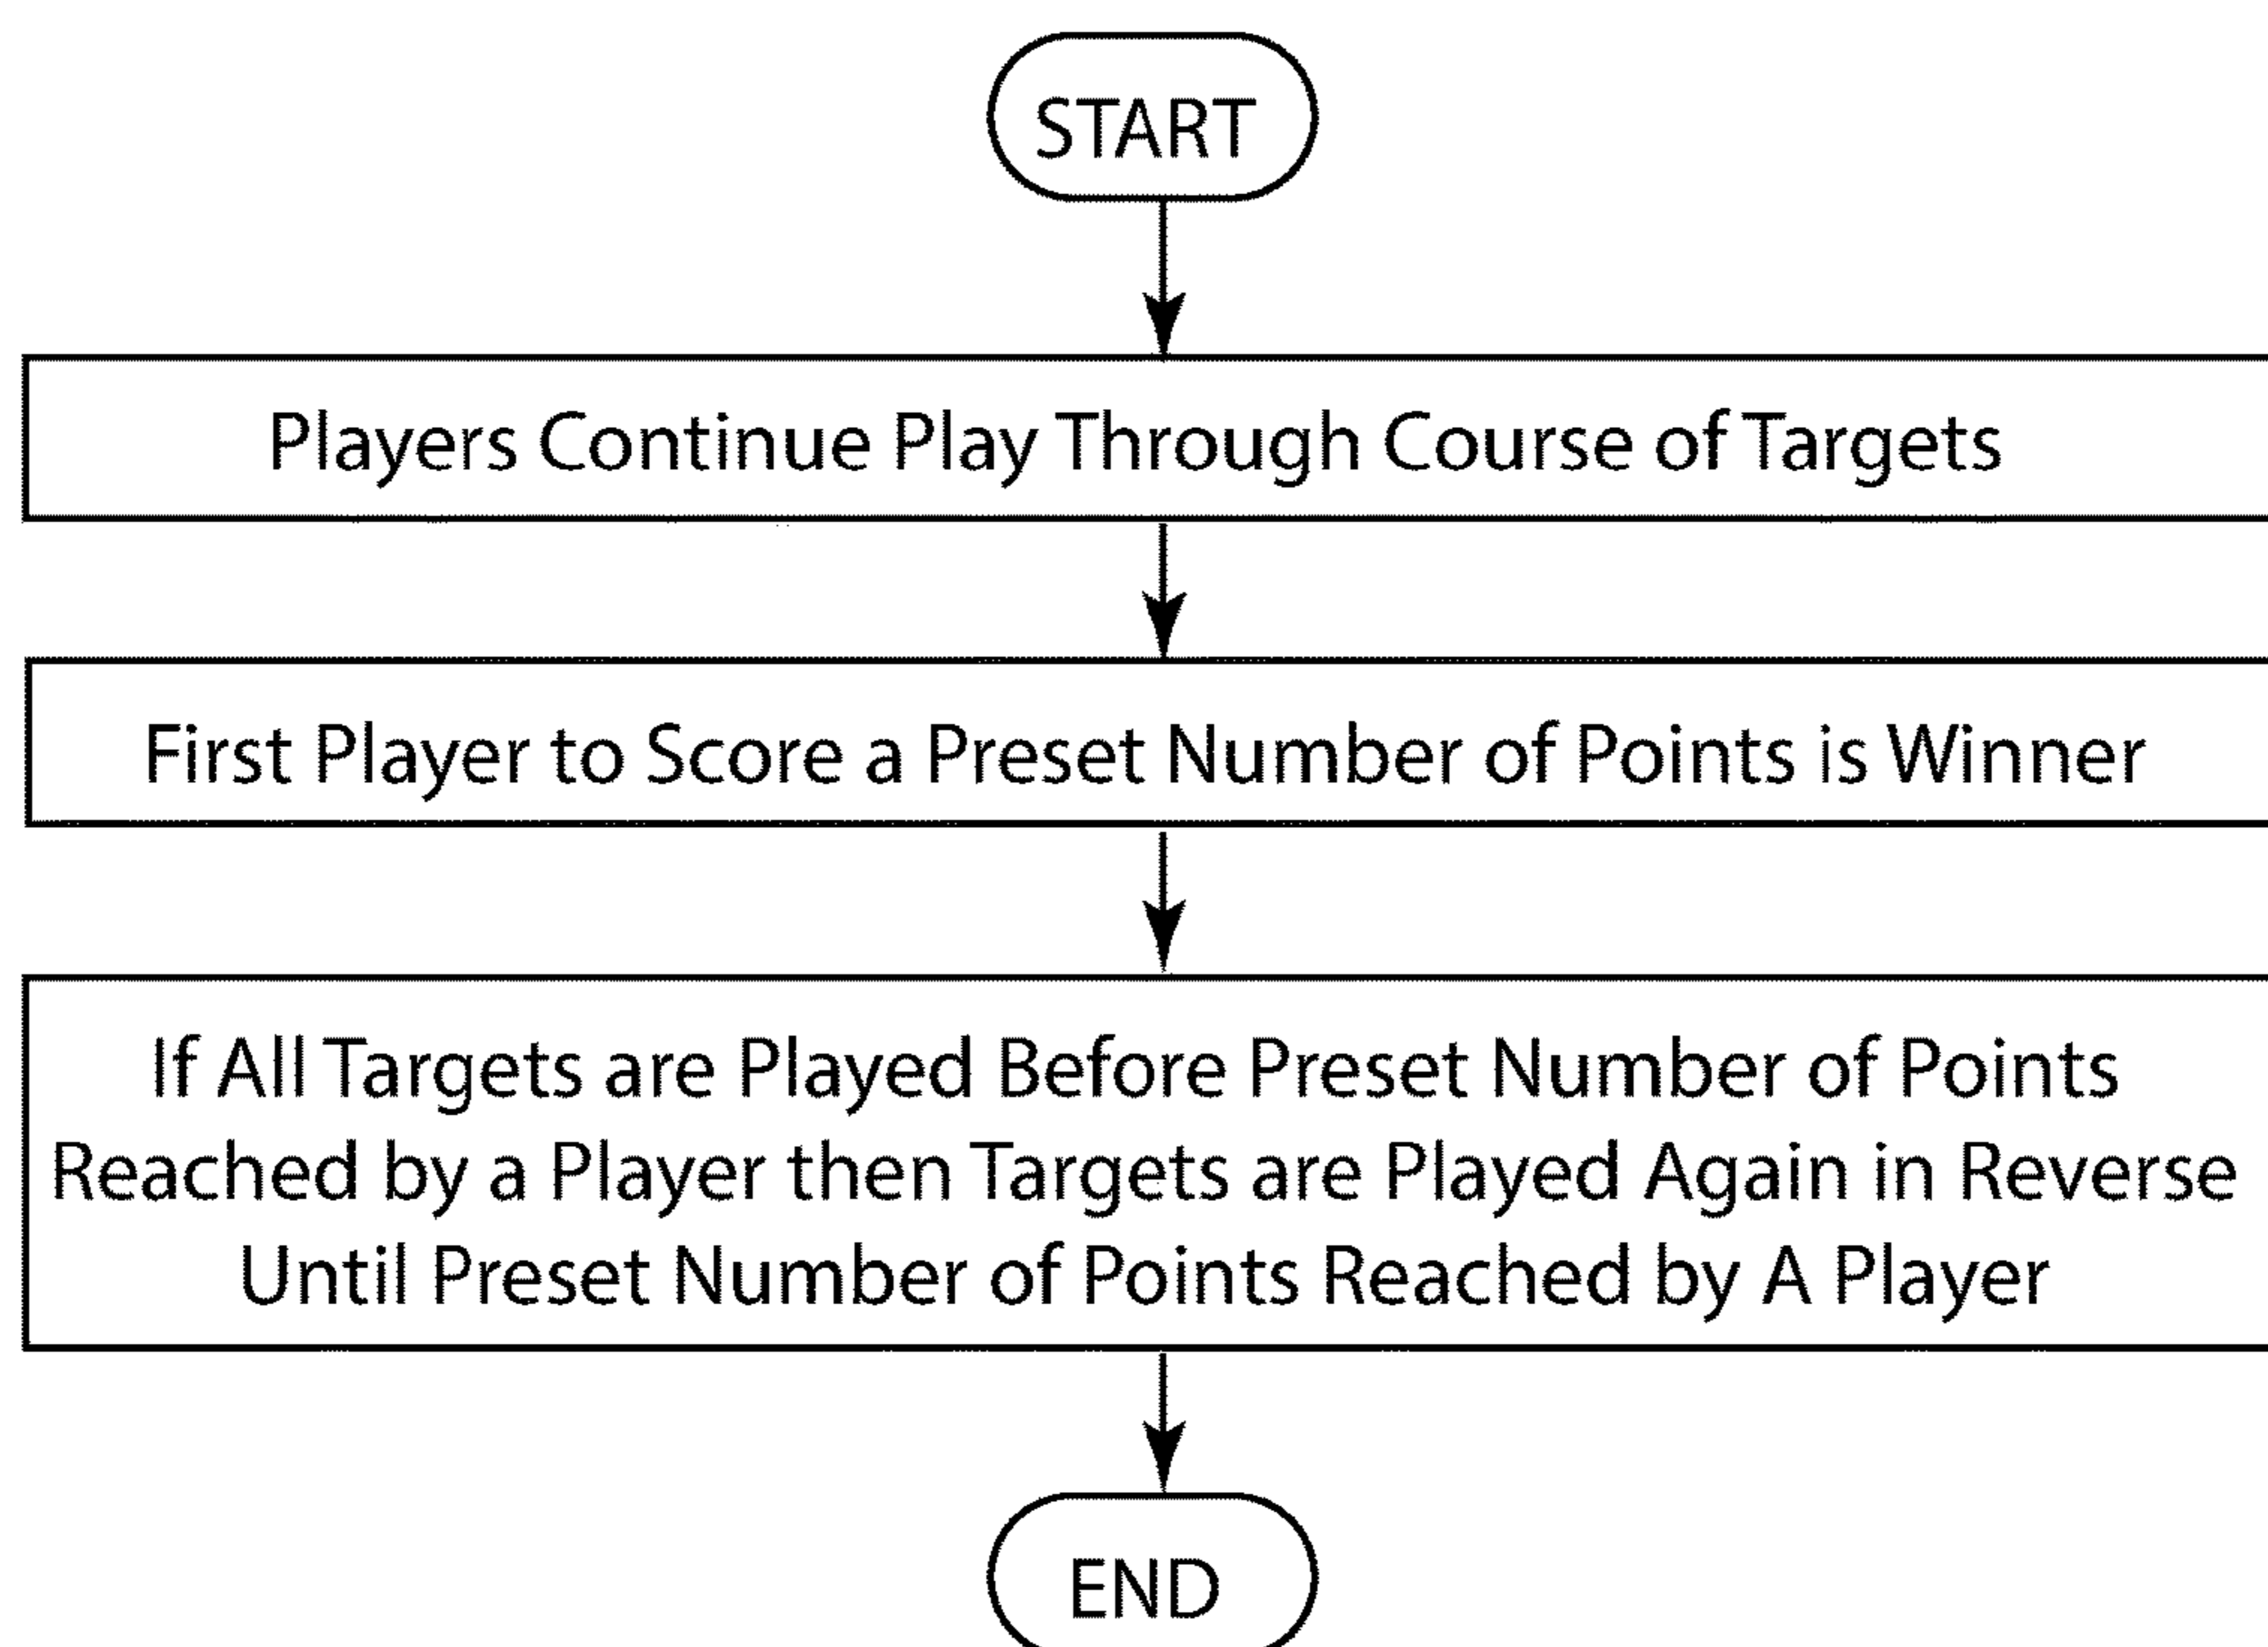 START
Players Continue Play Through Course of Targets
First Player to Score a Preset Number of Points is Winner
If All Targets are Played Before Preset Number of Points
Reached by a Player then Targets are Played Again in Reverse
Until Preset Number of Points Reached by A Player
END